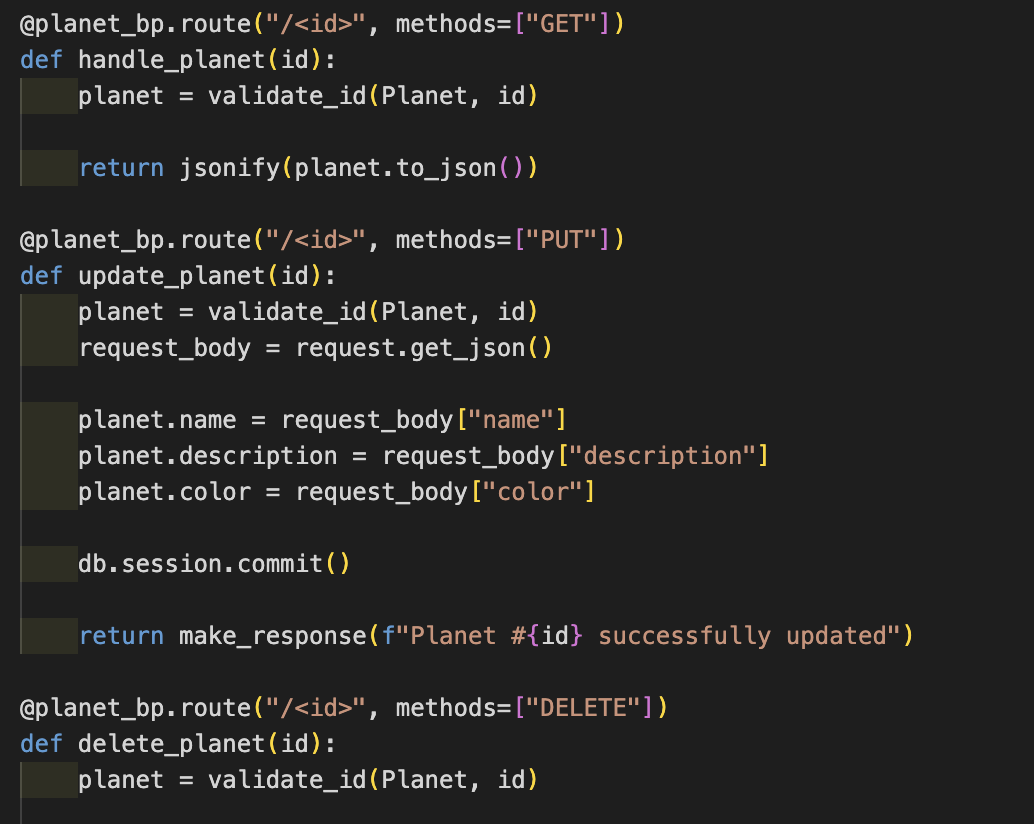 @planet_bp.route("/<id>", methods=["GET"])
def handle_planet(id):
    planet = validate_id(Planet, id)

    return jsonify(planet.to_json())

@planet_bp.route("/<id>", methods=["PUT"])
def update_planet(id):
    planet = validate_id(Planet, id)
    request_body = request.get_json()

    planet.name = request_body["name"]
    planet.description = request_body["description"]
    planet.color = request_body["color"]

    db.session.commit()

    return make_response(f"Planet #{id} successfully updated")

@planet_bp.route("/<id>", methods=["DELETE"])
def delete_planet(id):
    planet = validate_id(Planet, id)